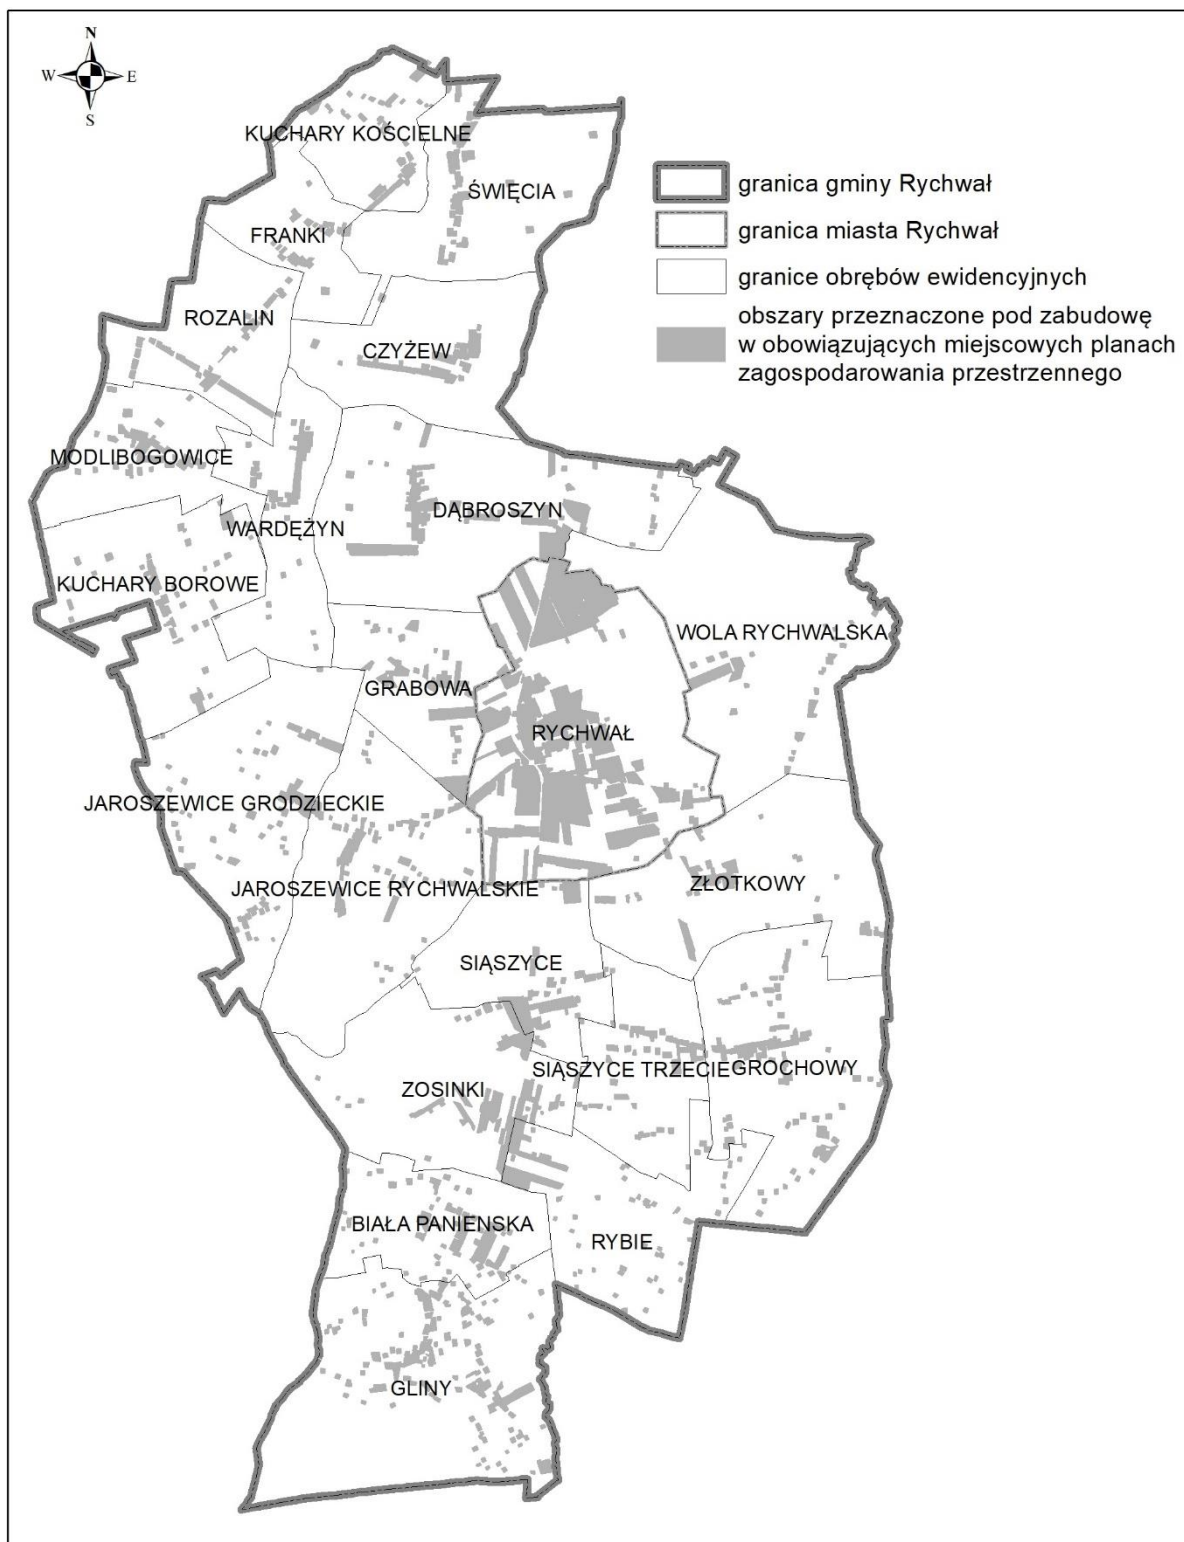 N
W E
S
KUCHARY KOŚCIELNE
ŚWIĘCIA
FRANKI
ROZALIN
CZYŻEW
MODLIBOGOWICE
WARDĘŻYN
DĄBROSZYN
KUCHARY BOROWE
WOLA RYCHWALSKA
GRABOWA
RYCHWAŁ
JAROSZEWICE GRODZIECKIE
JAROSZEWICE RYCHWALSKIE
ZŁOTKOWY
SIĄSZYCE
SIĄSZYCE TRZECIE
GROCHOWY
ZOSINKI
BIAŁA PANIENSKA
RYBIE
GLINY
granica gminy Rychwał
granica miasta Rychwał
granice obrębów ewidencyjnych
obszary przeznaczone pod zabudowę
w obowiązujących miejscowych planach
zagospodarowania przestrzennego